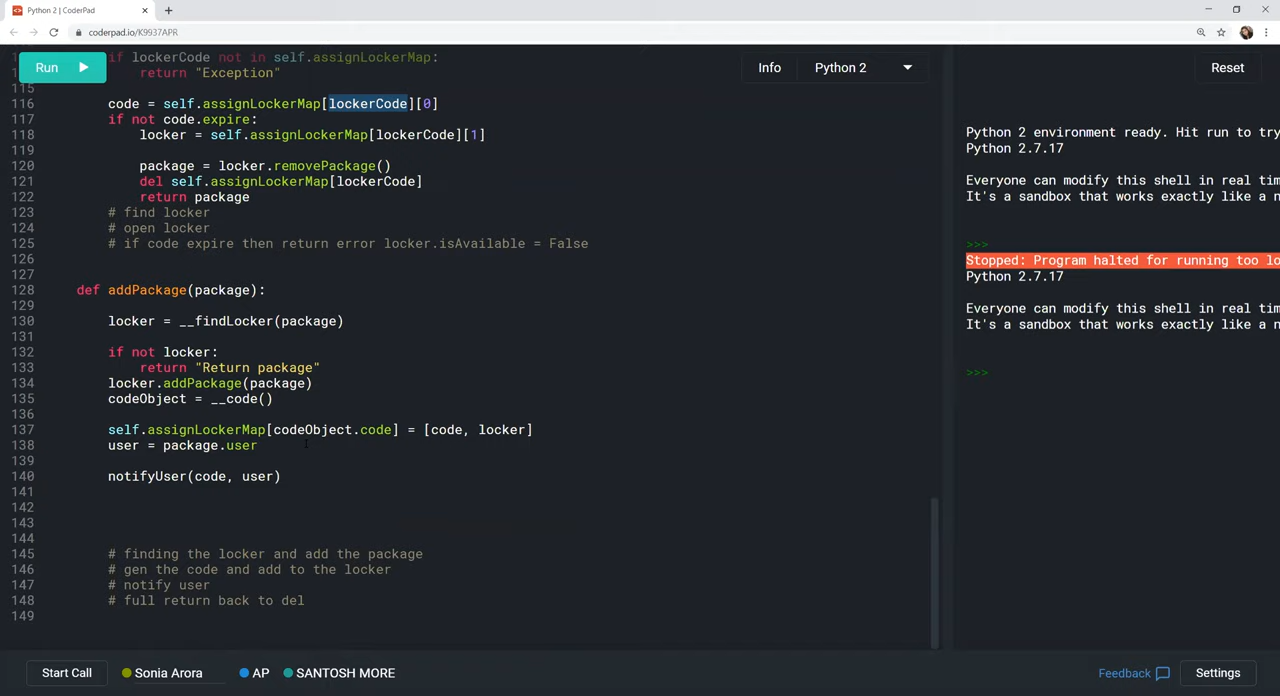 Python 2 | CoderPad
coderpad.io/K9937APR
if lockerCode not in self.assignLockerMap:
return "Exception"
Run
Info
Python 2
Reset
115
116 code = self.assignLockerMap[lockerCode][0]
117 if not code.expire:
118 locker = self.assignLockerMap[lockerCode][1]
119
120 package = locker.removePackage()
121 del self.assignLockerMap[lockerCode]
122 return package
123 # find locker
124 # open locker
125 # if code expire then return error locker.isAvailable = False
126
127
128 def addPackage(package):
129
130 locker = __findLocker(package)
131
132 if not locker:
133 return "Return package"
134 locker.addPackage(package)
135 codeObject = __code()
136
137 self.assignLockerMap[codeObject.code] = [code, locker]
138 user = package.user
139
140 notifyUser(code, user)
141
142
143
144
145 # finding the locker and add the package
146 # gen the code and add to the locker
147 # notify user
148 # full return back to del
149
Python 2 environment ready. Hit run to try
Python 2.7.17
Everyone can modify this shell in real tim
It's a sandbox that works exactly like a n
>>>
Stopped: Program halted for running too lo
Python 2.7.17
Everyone can modify this shell in real tim
It's a sandbox that works exactly like a n
>>>
Start Call
Sonia Arora
AP
SANTOSH MORE
Feedback
Settings